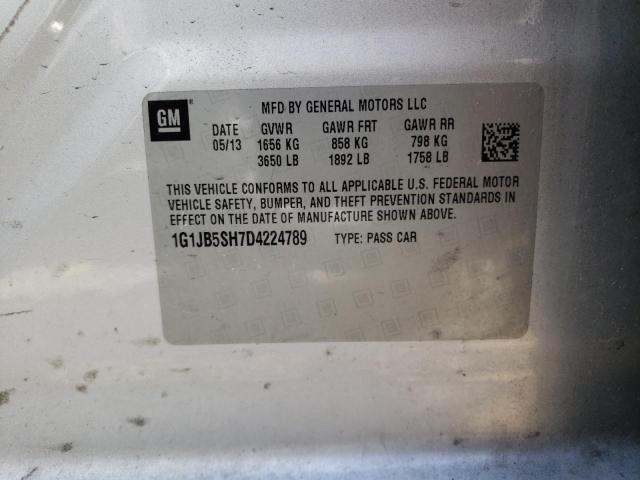 GM
MFD BY GENERAL MOTORS LLC
DATE GVWR GAWR FRT GAWR RR
05/13 1656 KG 858 KG 798 KG
3650 LB 1892 LB 1758 LB
THIS VEHICLE CONFORMS TO ALL APPLICABLE U.S. FEDERAL MOTOR
VEHICLE SAFETY, BUMPER, AND THEFT PREVENTION STANDARDS IN
EFFECT ON THE DATE OF MANUFACTURE SHOWN ABOVE.
1G1JB5SH7D4224789 TYPE: PASS CAR